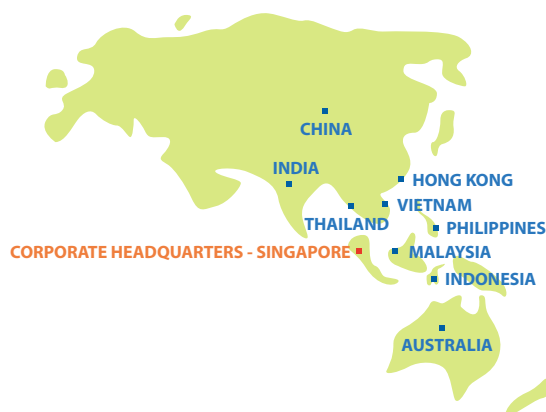 CHINA
INDIA
HONG KONG
VIETNAM
THAILAND
PHILIPPINES
CORPORATE HEADQUARTERS - SINGAPORE
MALAYSIA
INDONESIA
AUSTRALIA